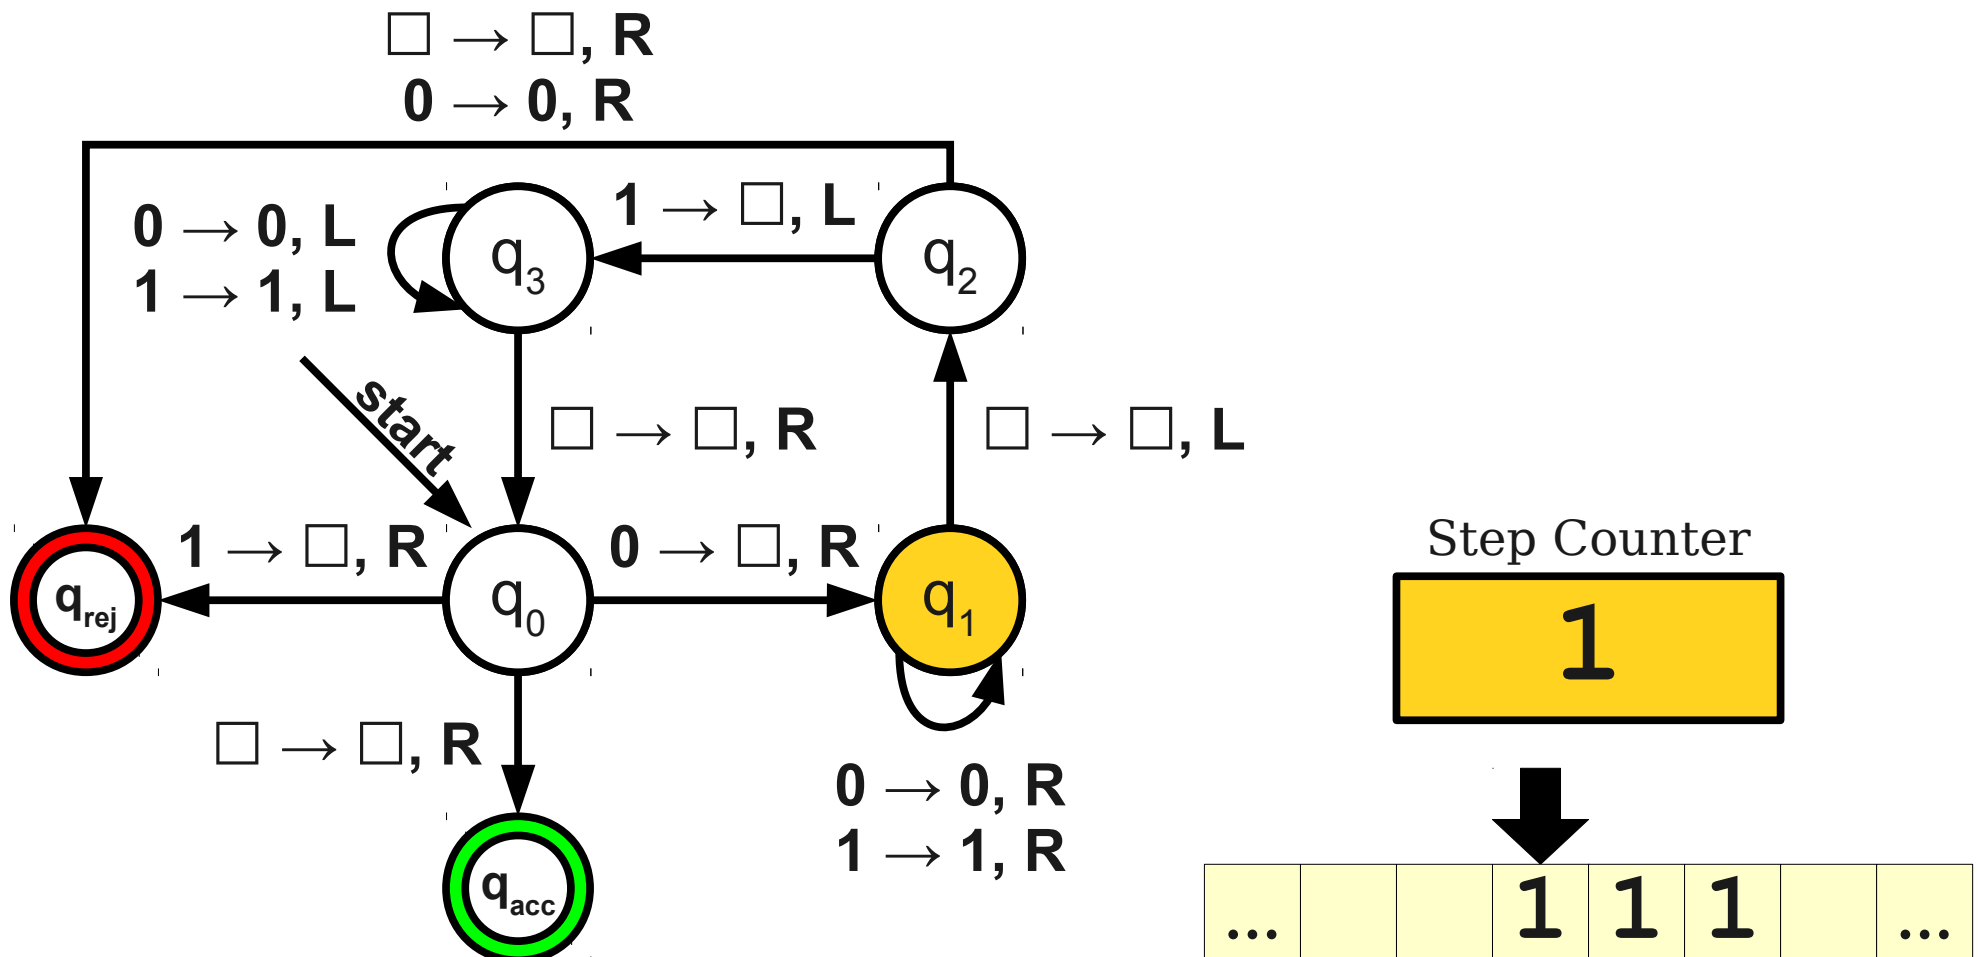 □ → □, R
0 → 0, R
0 → 0, L
1 → 1, L
q3
1 → □, L
q2
start
□ → □, R
□ → □, L
qrej
1 → □, R
q0
0 → □, R
q1
□ → □, R
qacc
0 → 0, R
1 → 1, R
Step Counter
1
... 1 1 1 ...